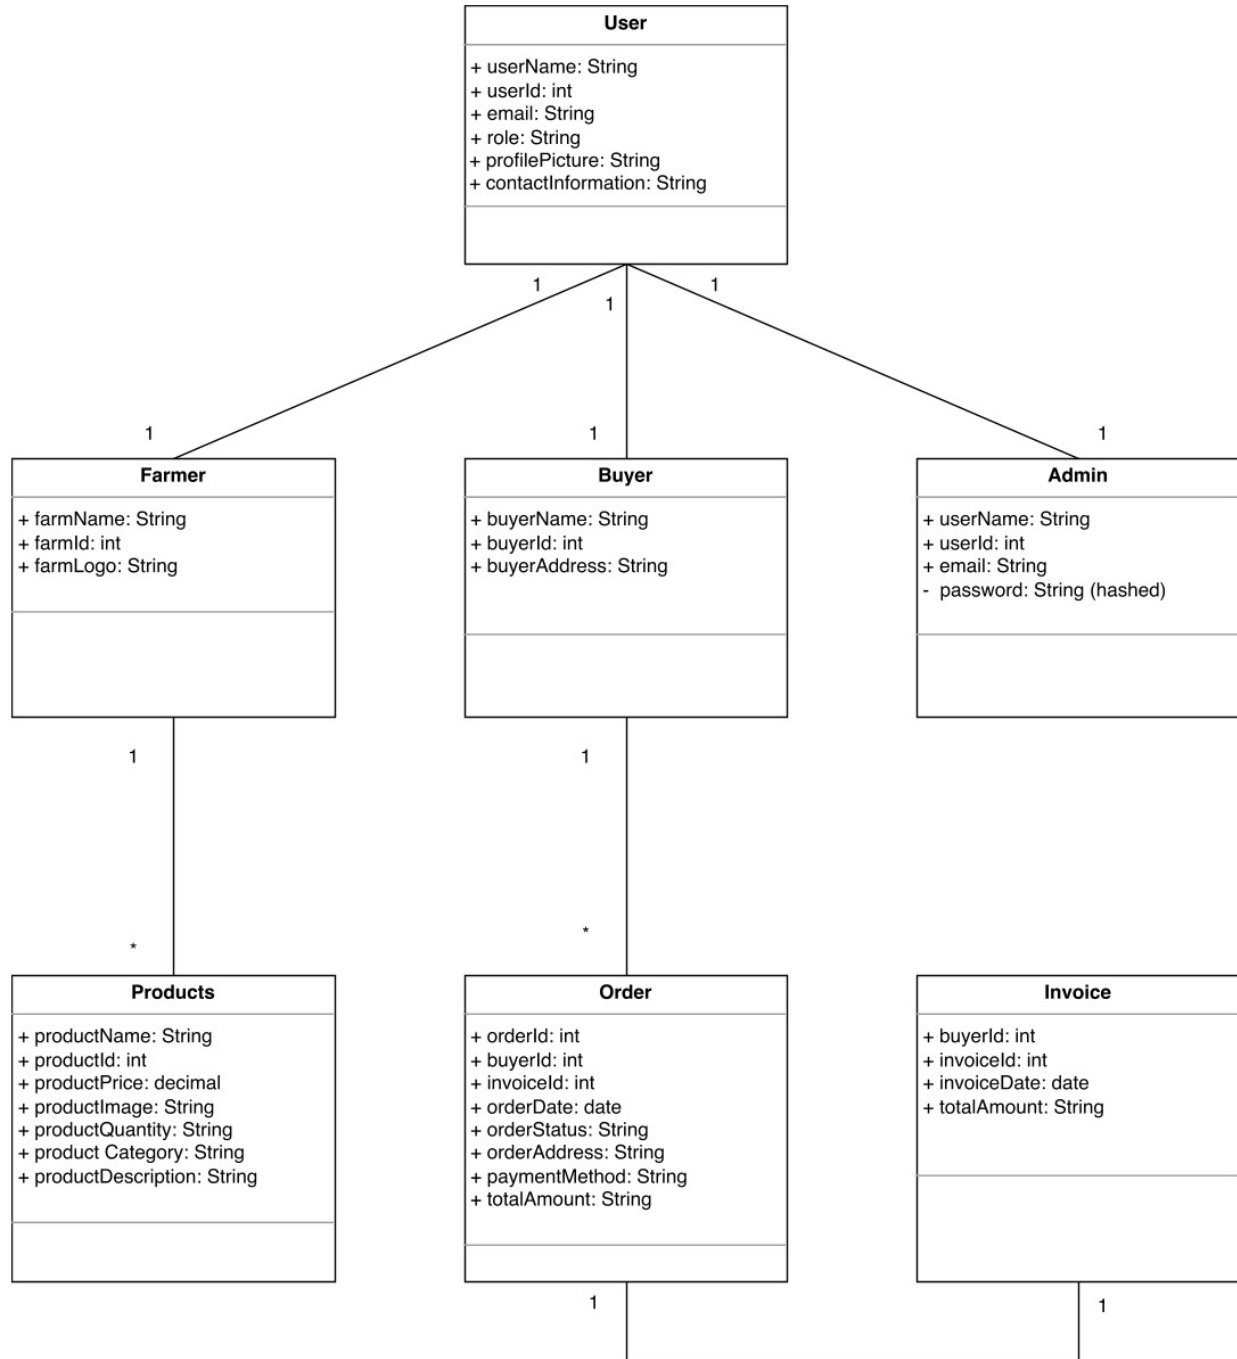 User
+ userName: String
+ userId: int
+ email: String
+ role: String
+ profilePicture: String
+ contactInformation: String
1
1
1
1
1
1
Farmer
+ farmName: String
+ farmId: int
+ farmLogo: String
Buyer
+ buyerName: String
+ buyerId: int
+ buyerAddress: String
Admin
+ userName: String
+ userId: int
+ email: String
- password: String (hashed)
1
1
*
*
Products
+ productName: String
+ productId: int
+ productPrice: decimal
+ productImage: String
+ productQuantity: String
+ product Category: String
+ productDescription: String
Order
+ orderId: int
+ buyerId: int
+ invoiceId: int
+ orderDate: date
+ orderStatus: String
+ orderAddress: String
+ paymentMethod: String
+ totalAmount: String
Invoice
+ buyerId: int
+ invoiceId: int
+ invoiceDate: date
+ totalAmount: String
1
1